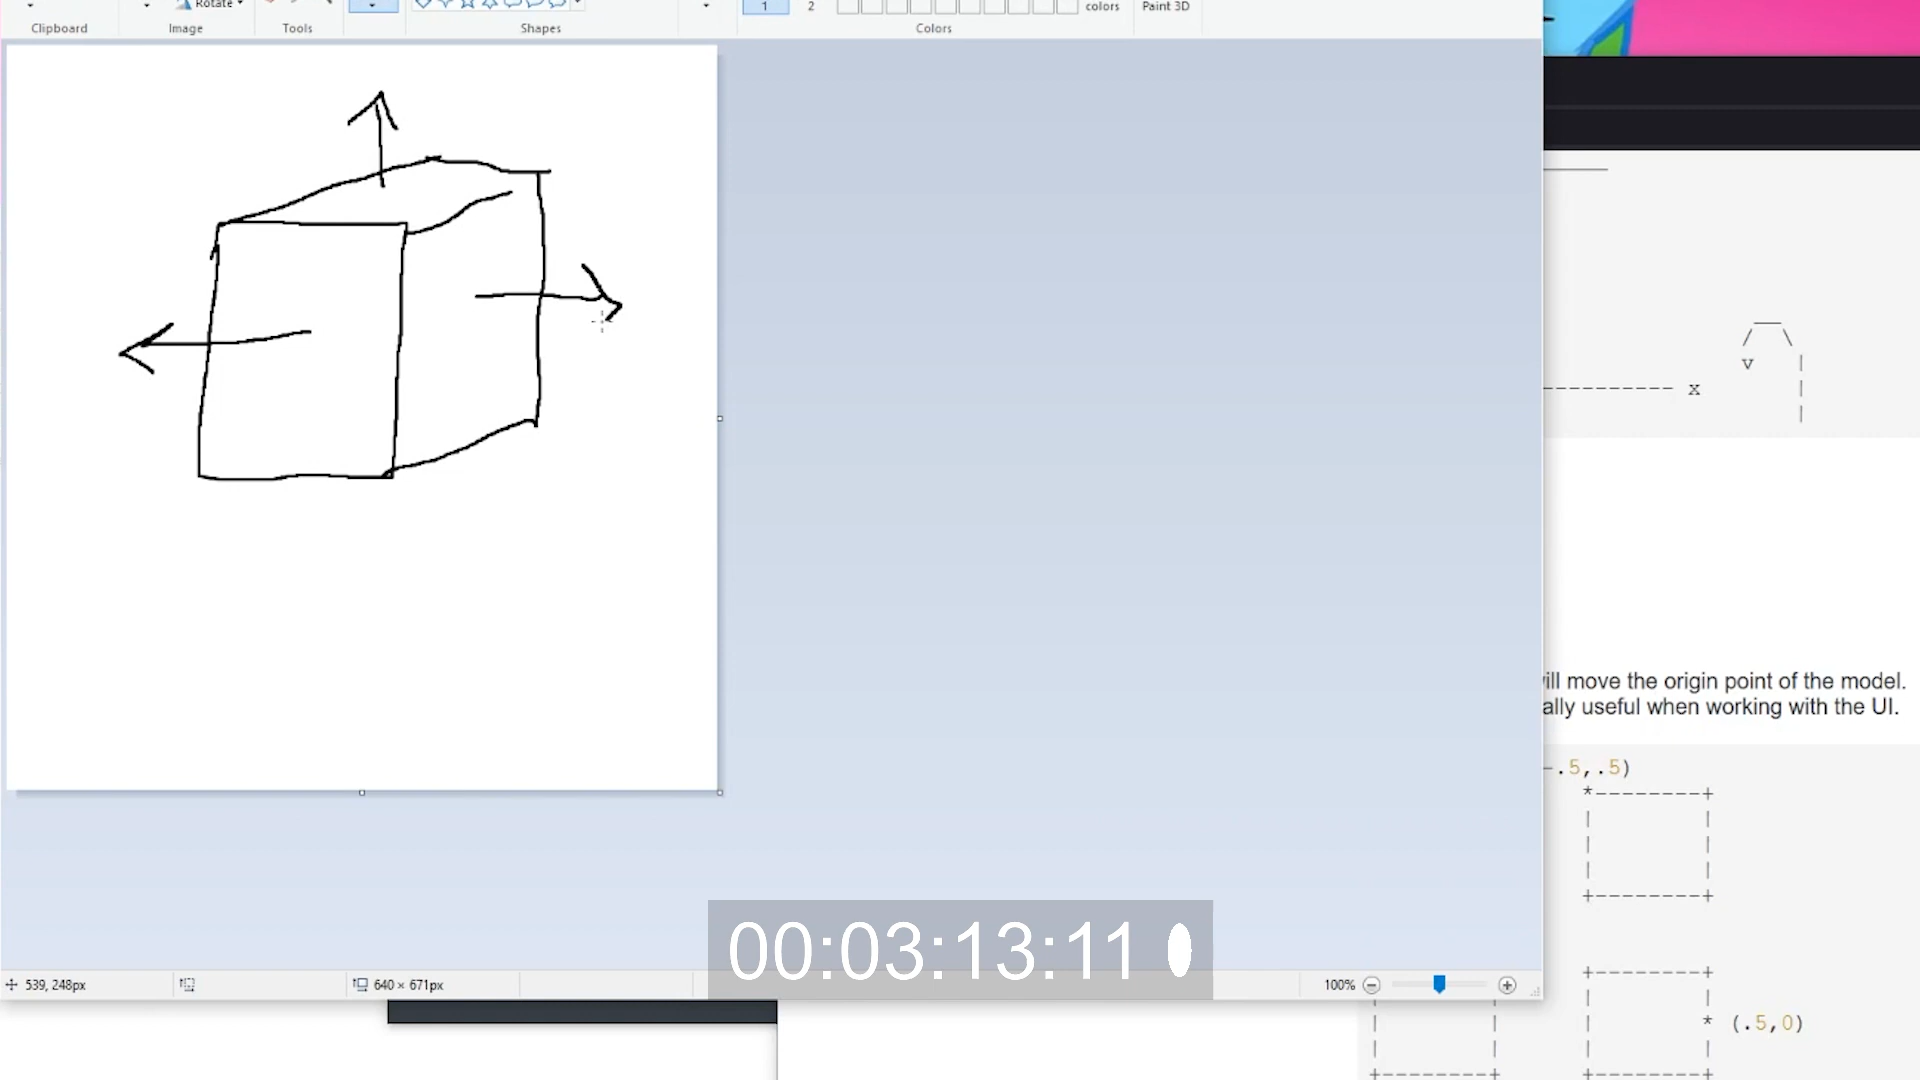 Rotate
1
2
colors
Paint 3D
Clipboard
Image
Tools
Shapes
Colors
---------- x
v
ill move the origin point of the model.
ally useful when working with the UI.
-.5,.5)
*---------+
+---------+
+---------+
* (.5,0)
+---------+
+---------+
00:03:13:11
539, 248px
640 × 671px
100%